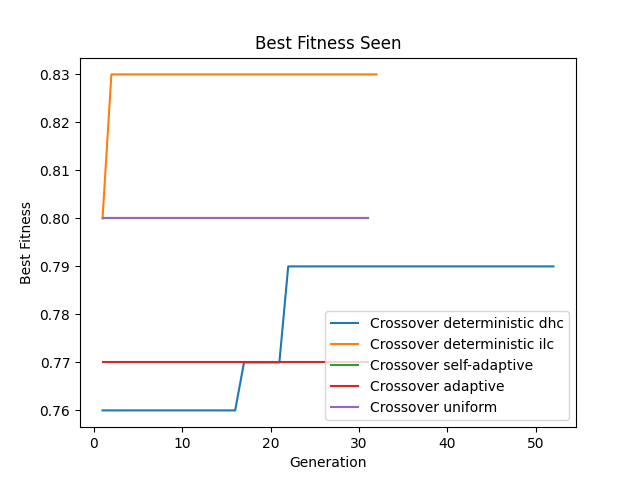 Best Fitness Seen
Best Fitness
0.83
0.82
0.81
0.80
0.79
0.78
0.77
0.76
Crossover deterministic dhc
Crossover deterministic ilc
Crossover self-adaptive
Crossover adaptive
Crossover uniform
0 10 20 30 40 50
Generation